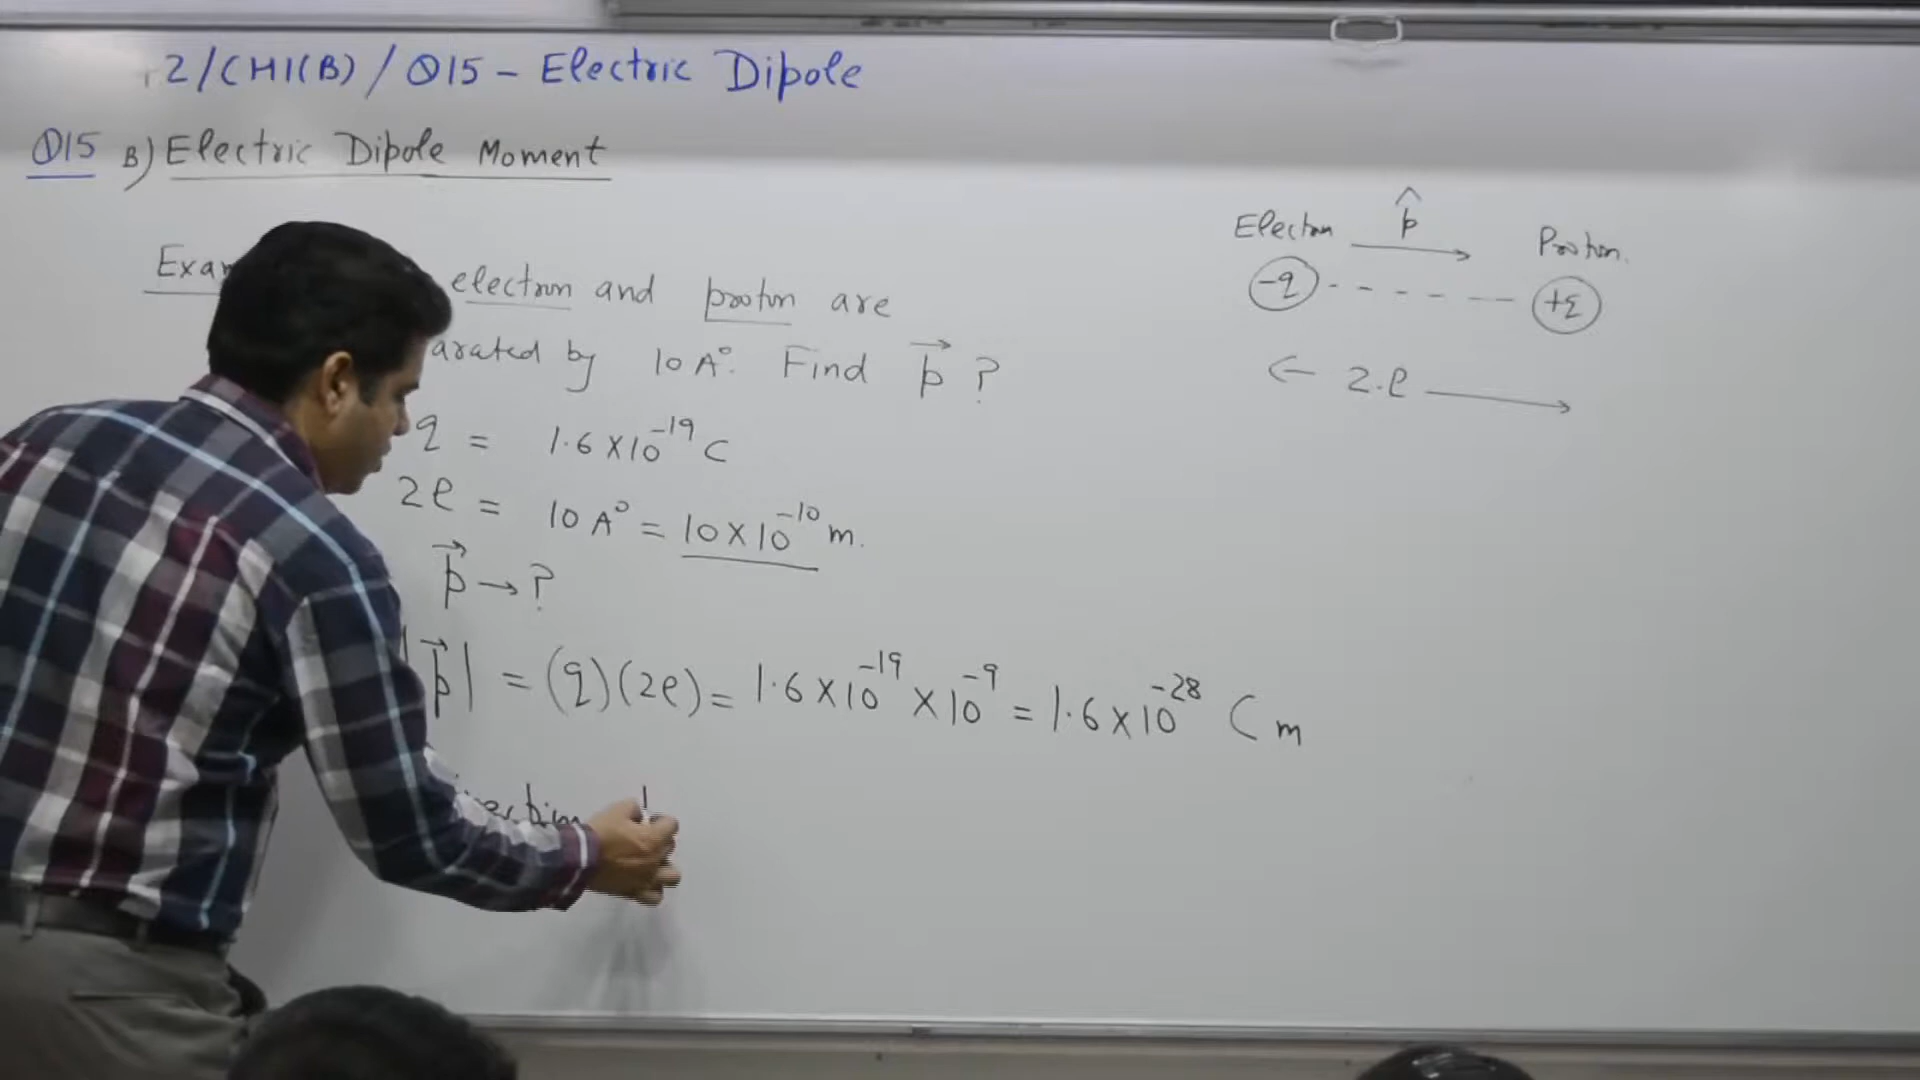 2/CH1(B)/Q15 - Electric Dipole
Q15 B) Electric Dipole Moment
electron and proton are
by 10 A°. Find p⃗ ?
q = 1.6 × 10⁻¹⁹ C
2l = 10 A° = 10 × 10⁻¹⁰ m.
p⃗ → ?
|p⃗| = (q)(2l) = 1.6 × 10⁻¹⁹ × 10⁻⁹ = 1.6 × 10⁻²⁸ C m
Electron p̂ Proton.
-q +q
← 2.l →